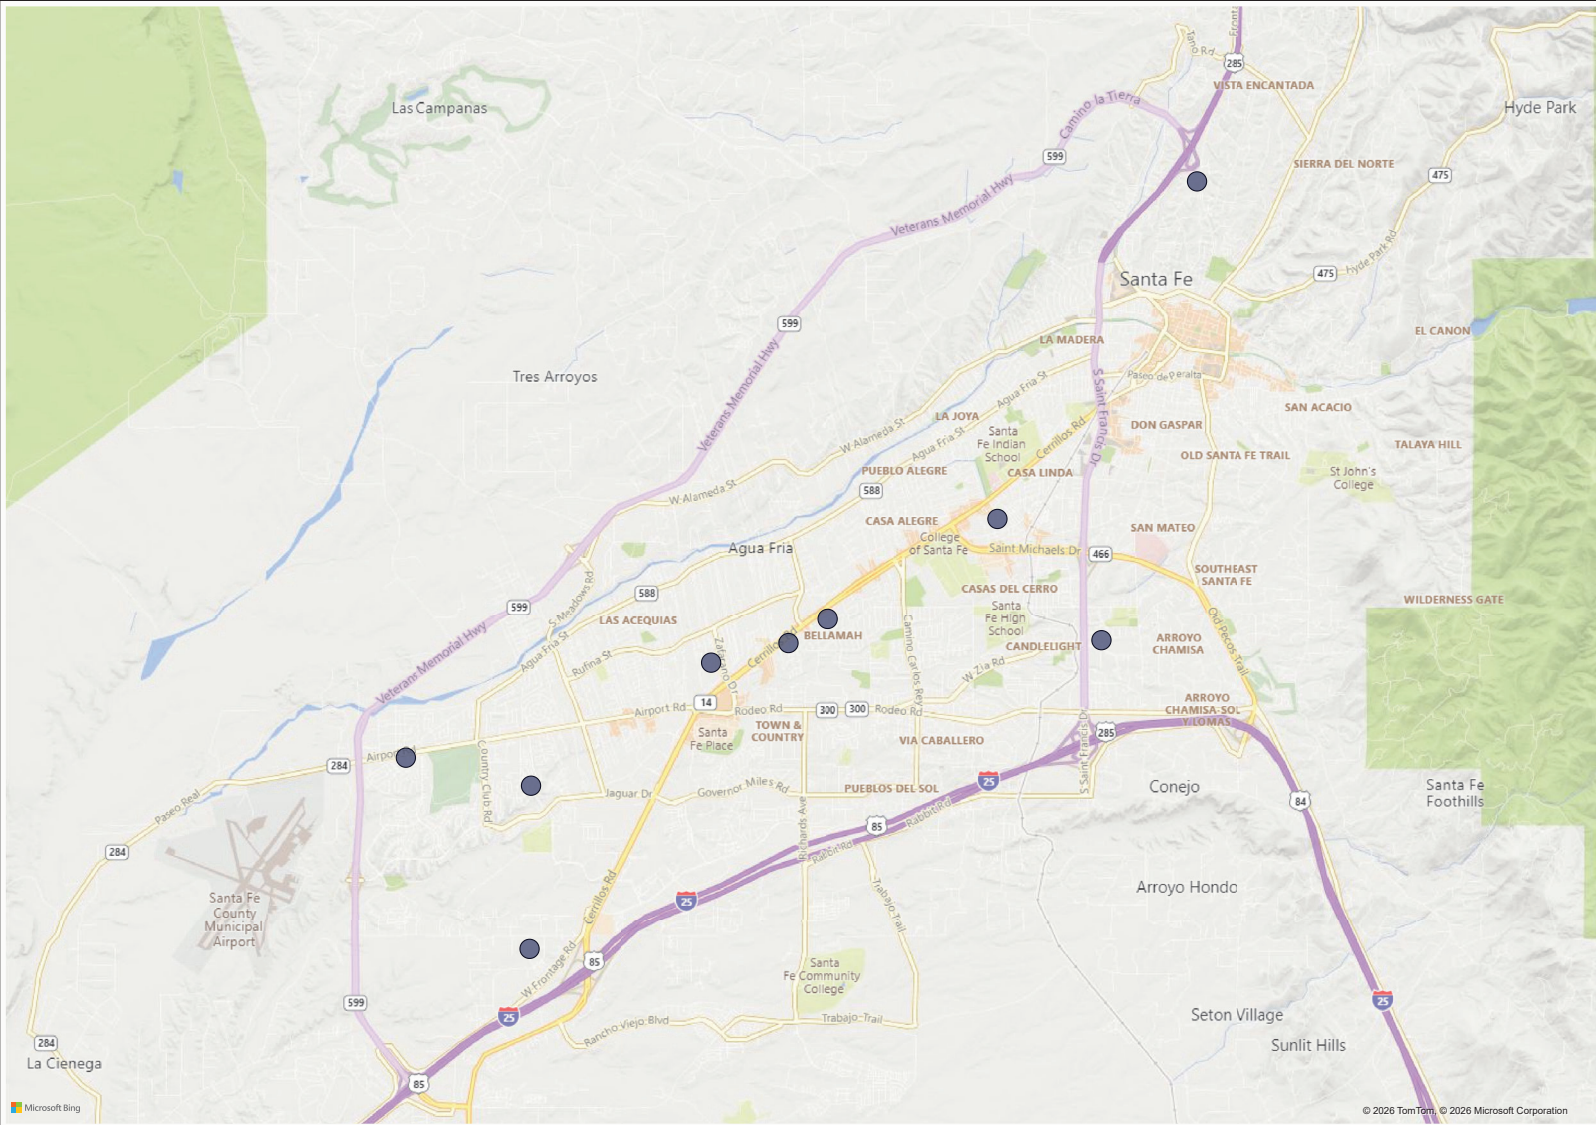 Front
Tano Rd
285
VISTA ENCANTADA
Las Campanas
Camino la Tierra
Hyde Park
599
SIERRA DEL NORTE
475
Veterans Memorial Hwy
Santa Fe
475
Hyde Park Rd
599
EL CANON
LA MADERA
Tres Arroyos
Paseo de Peralta
Veterans Memorial Hwy
S Saint Francis Dr
Agua Fria St
SAN ACACIO
LA JOYA
W Alameda St
Agua Fria St
Santa
Fe Indian
School
Cerrillos Rd
DON GASPAR
TALAYA HILL
OLD SANTA FE TRAIL
PUEBLO ALEGRE
CASA LINDA
St John's
College
W Alameda St
588
CASA ALEGRE
SAN MATEO
College
of Santa Fe
Saint Michaels Dr
466
Agua Fria
SOUTHEAST
SANTA FE
588
CASAS DEL CERRO
599
S Meadows Rd
WILDERNESS GATE
LAS ACEQUIAS
Santa
Fe High
School
Old Pecos Trail
BELLAMAH
CANDLELIGHT
ARROYO
CHAMISA
Veterans Memorial Hwy
Agua Fria St
Rufina St
Zafarano Dr
Cerrillos Rd
Camino Carlos Rey
W Zia Rd
14
Airport Rd
Rodeo Rd
300
300
Rodeo Rd
ARROYO
CHAMISA-SOL
Y LOMAS
Santa
Fe Place
TOWN &
COUNTRY
VIA CABALLERO
285
S Saint Francis Dr
284
Airpor
Country Club Rd
25
Conejo
Santa Fe
Foothills
Paseo Real
Jaguar Dr
Governor Miles Rd
PUEBLOS DEL SOL
84
Rabbit Rd
85
Richards Ave
Rabbit Rd
284
Arroyo Hondo
Trabajo Trail
Cerrillos Rd
25
Santa Fe
County
Municipal
Airport
W Frontage Rd
85
Santa
Fe Community
College
599
25
25
Seton Village
Rancho Viejo Blvd
Trabajo Trail
284
La Cienega
Sunlit Hills
85
Microsoft Bing
© 2026 TomTom, © 2026 Microsoft Corporation